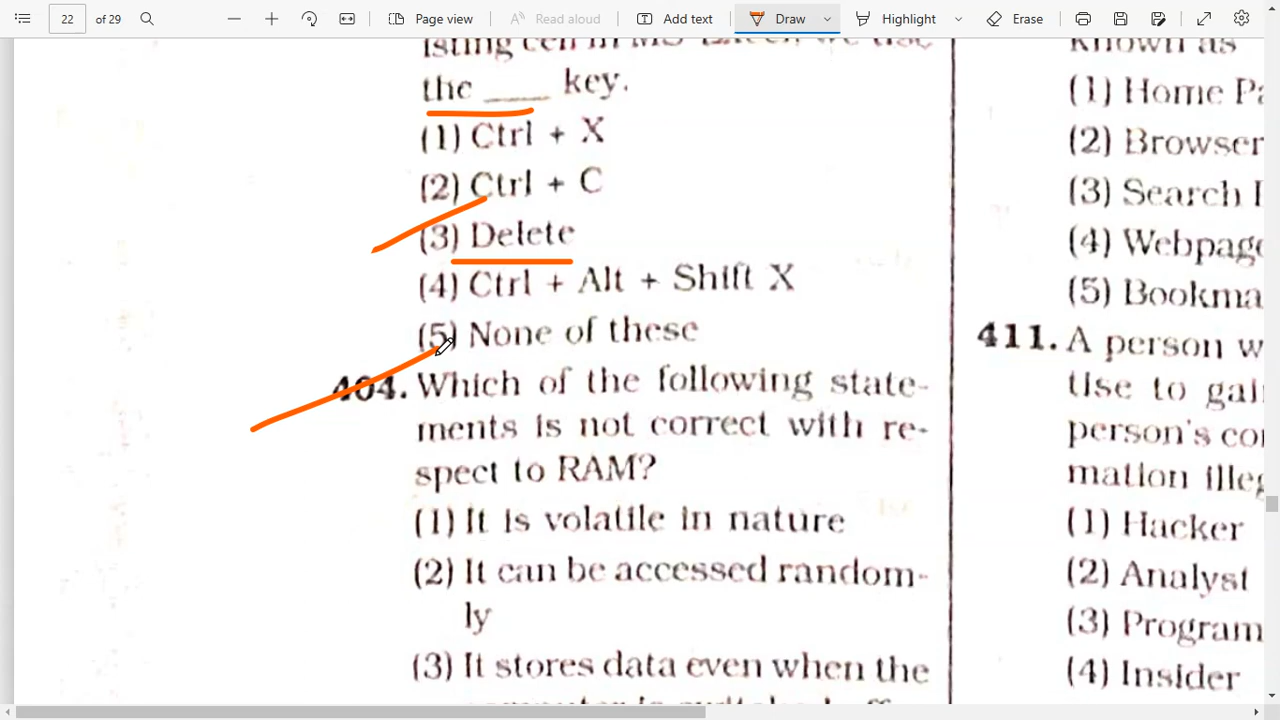 22 of 29 Page view Read aloud Add text Draw Highlight Erase
the ____ key.
(1) Ctrl + X
(2) Ctrl + C
(3) Delete
(4) Ctrl + Alt + Shift X
(5) None of these
404. Which of the following state-
ments is not correct with re-
spect to RAM?
(1) It is volatile in nature
(2) It can be accessed random-
ly
(3) It stores data even when the
known as
(1) Home Pa
(2) Browser
(3) Search
(4) Webpage
(5) Bookma
411. A person w
use to gai
person's co
mation illeg
(1) Hacker
(2) Analyst
(3) Program
(4) Insider